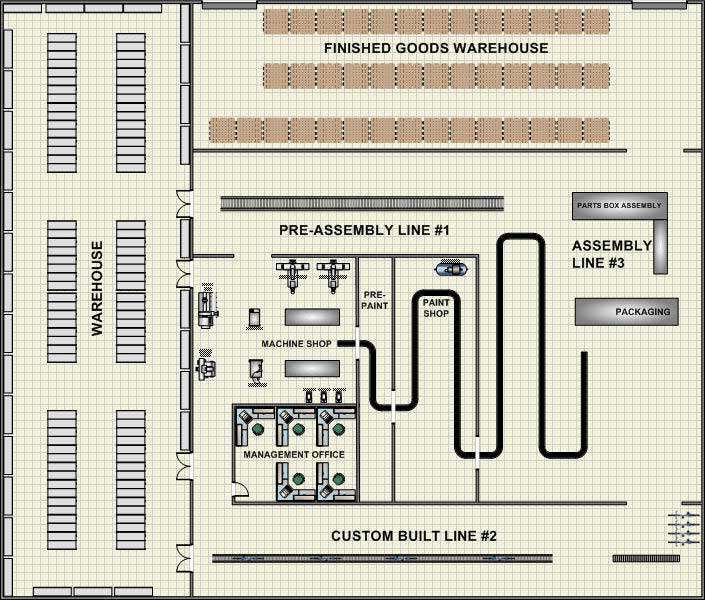 FINISHED GOODS WAREHOUSE
PARTS BOX ASSEMBLY
PRE-ASSEMBLY LINE #1
ASSEMBLY
LINE #3
WAREHOUSE
PRE-
PAINT
PAINT
SHOP
PACKAGING
MACHINE SHOP
MANAGEMENT OFFICE
CUSTOM BUILT LINE #2